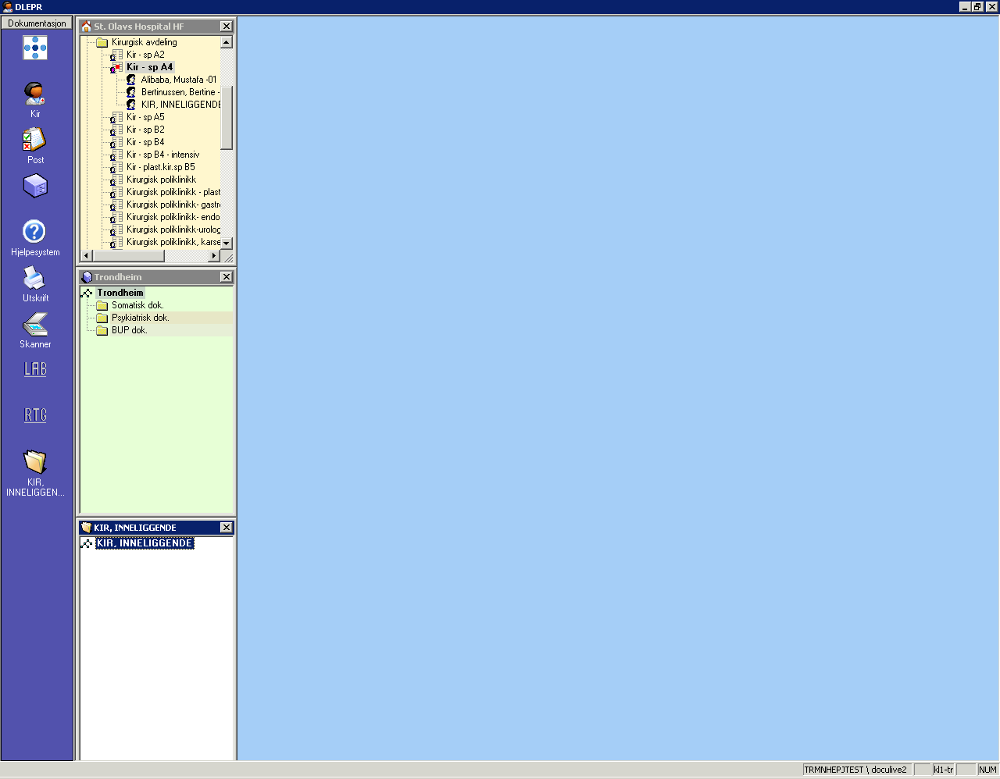 DLEPR
Dokumentasjon
Kir
Post
Hjelpesystem
Utskrift
Skanner
LAB
RTG
KIR,
INNELIGGEN...
St. Olavs Hospital HF
Kirurgisk avdeling
Kir - sp A2
Kir - sp A4
Alibaba, Mustafa -01
Bertinussen, Bertine -
KIR, INNELIGGENDE
Kir - sp A5
Kir - sp B2
Kir - sp B4
Kir - sp B4 - intensiv
Kir - plast.kir.sp B5
Kirurgisk poliklinikk
Kirurgisk poliklinikk - plast
Kirurgisk poliklinikk- gastr
Kirurgisk poliklinikk- endo
Kirurgisk poliklinikk-urolog
Kirurgisk poliklinikk, karse
Trondheim
Trondheim
Somatisk dok.
Psykiatrisk dok.
BUP dok.
KIR, INNELIGGENDE
KIR, INNELIGGENDE
TRMNHEPJTEST \ doculive2
kl1-tr
NUM